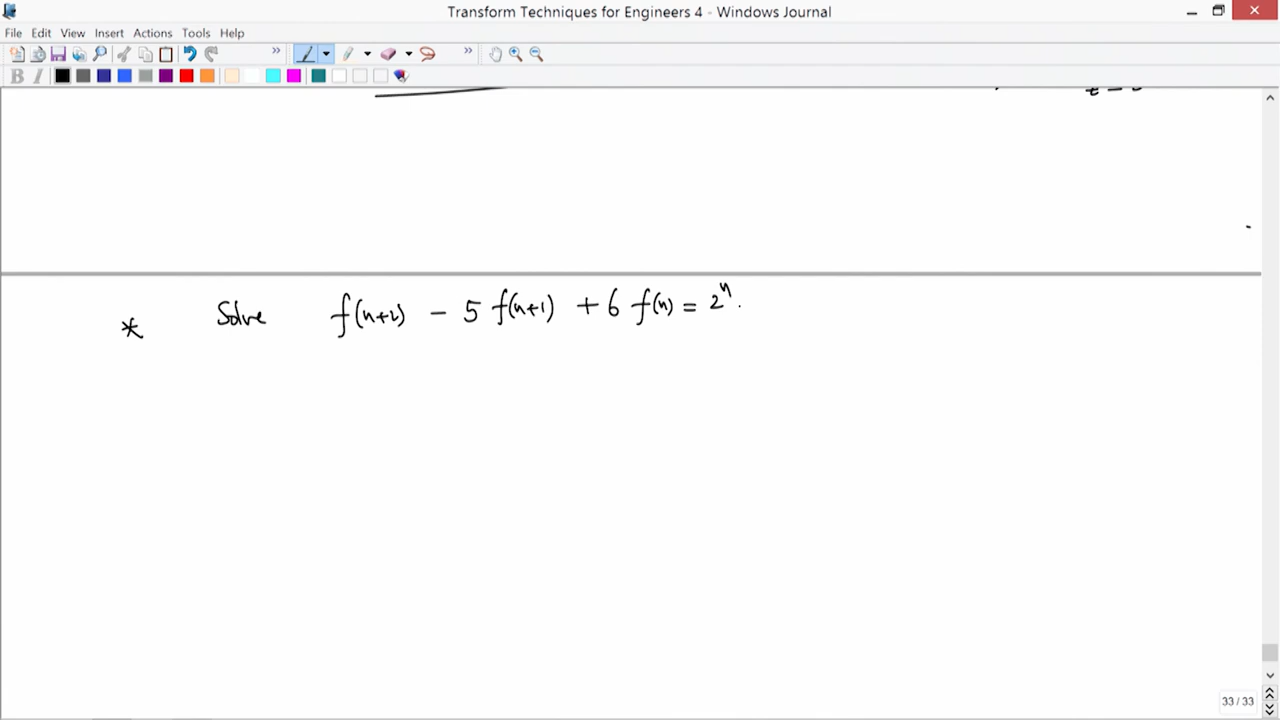 Transform Techniques for Engineers 4 - Windows Journal
File Edit View Insert Actions Tools Help
B I
* Solve f(n+2) - 5 f(n+1) + 6 f(n) = 2ⁿ.
33 / 33